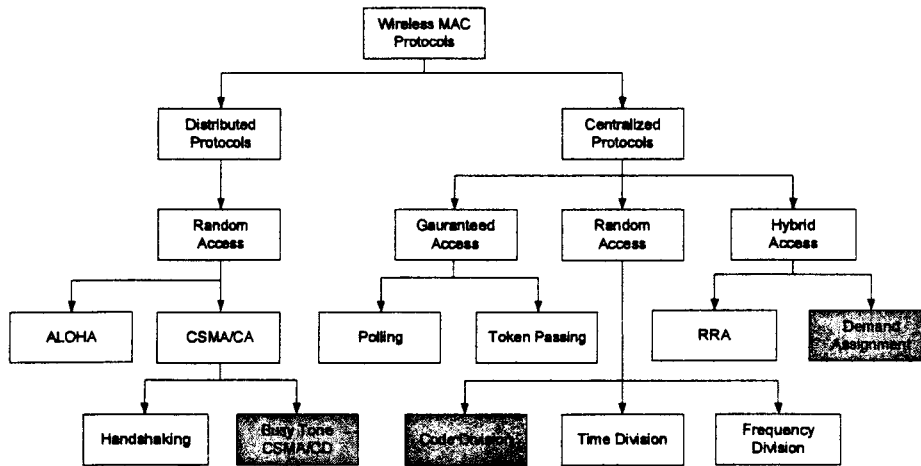 Wireless MAC
Protocols
Distributed
Protocols
Centralized
Protocols
Random
Access
Gauranteed
Access
Random
Access
Hybrid
Access
ALOHA
CSMA/CA
Polling
Token Passing
RRA
Demand
Assignment
Handshaking
Busy Tone
CSMA/CD
Code Division
Time Division
Frequency
Division